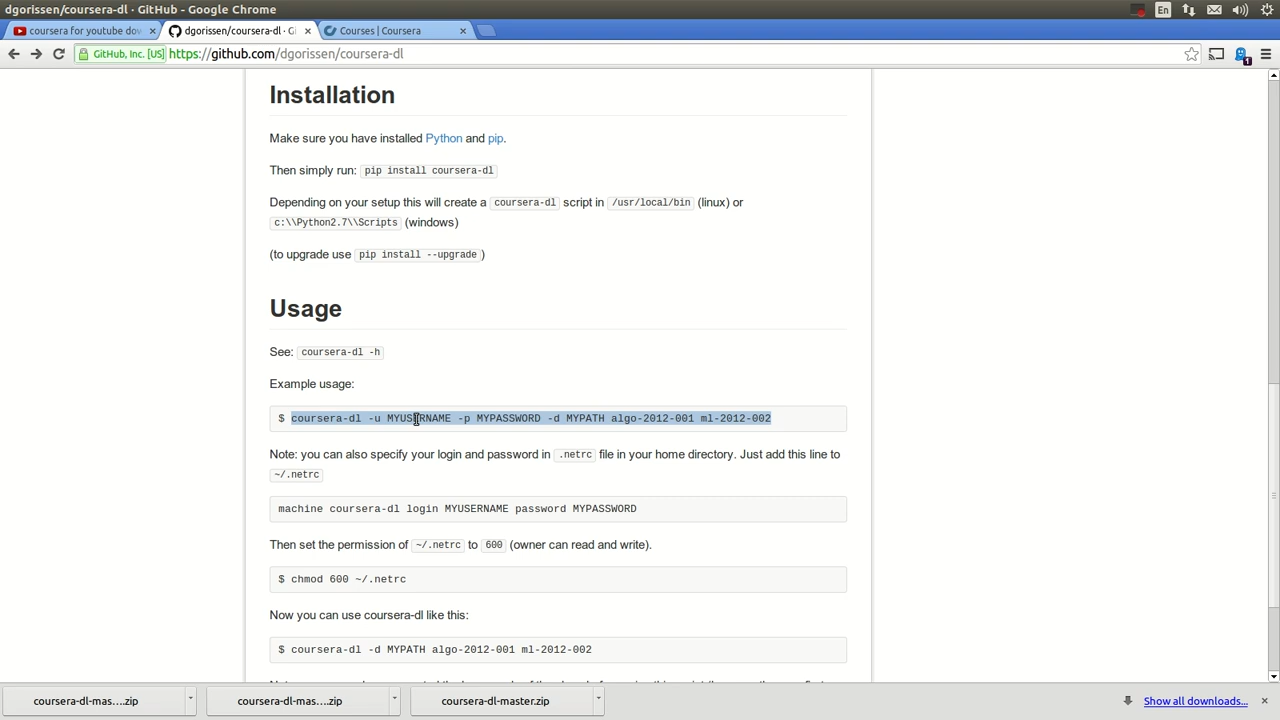 dgorissen/coursera-dl · GitHub - Google Chrome
En
coursera for youtube dow
dgorissen/coursera-dl · Gi
Courses | Coursera
GitHub, Inc. [US]
https://github.com/dgorissen/coursera-dl
1
Installation
Make sure you have installed Python and pip.
Then simply run: pip install coursera-dl
Depending on your setup this will create a coursera-dl script in /usr/local/bin (linux) or
c:\\Python2.7\\Scripts (windows)
(to upgrade use pip install --upgrade )
Usage
See: coursera-dl -h
Example usage:
$ coursera-dl -u MYUSERNAME -p MYPASSWORD -d MYPATH algo-2012-001 ml-2012-002
Note: you can also specify your login and password in .netrc file in your home directory. Just add this line to
~/.netrc
machine coursera-dl login MYUSERNAME password MYPASSWORD
Then set the permission of ~/.netrc to 600 (owner can read and write).
$ chmod 600 ~/.netrc
Now you can use coursera-dl like this:
$ coursera-dl -d MYPATH algo-2012-001 ml-2012-002
coursera-dl-mas....zip
coursera-dl-mas....zip
coursera-dl-master.zip
Show all downloads...